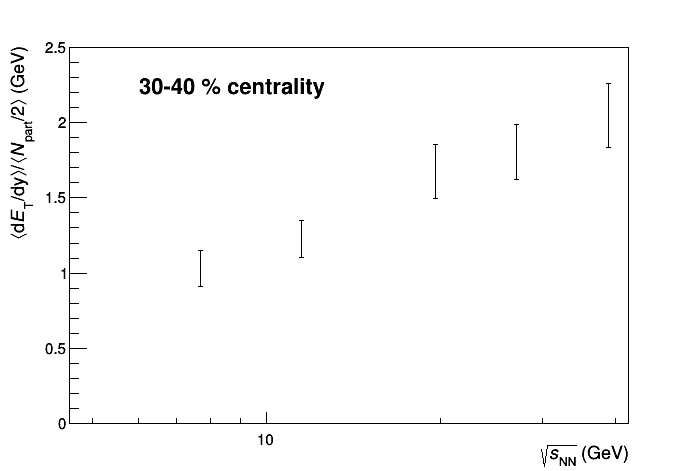 30-40 % centrality
⟨dE_T/dy⟩/⟨N_part/2⟩ (GeV)
2.5
2
1.5
1
0.5
0
10
√s_NN (GeV)